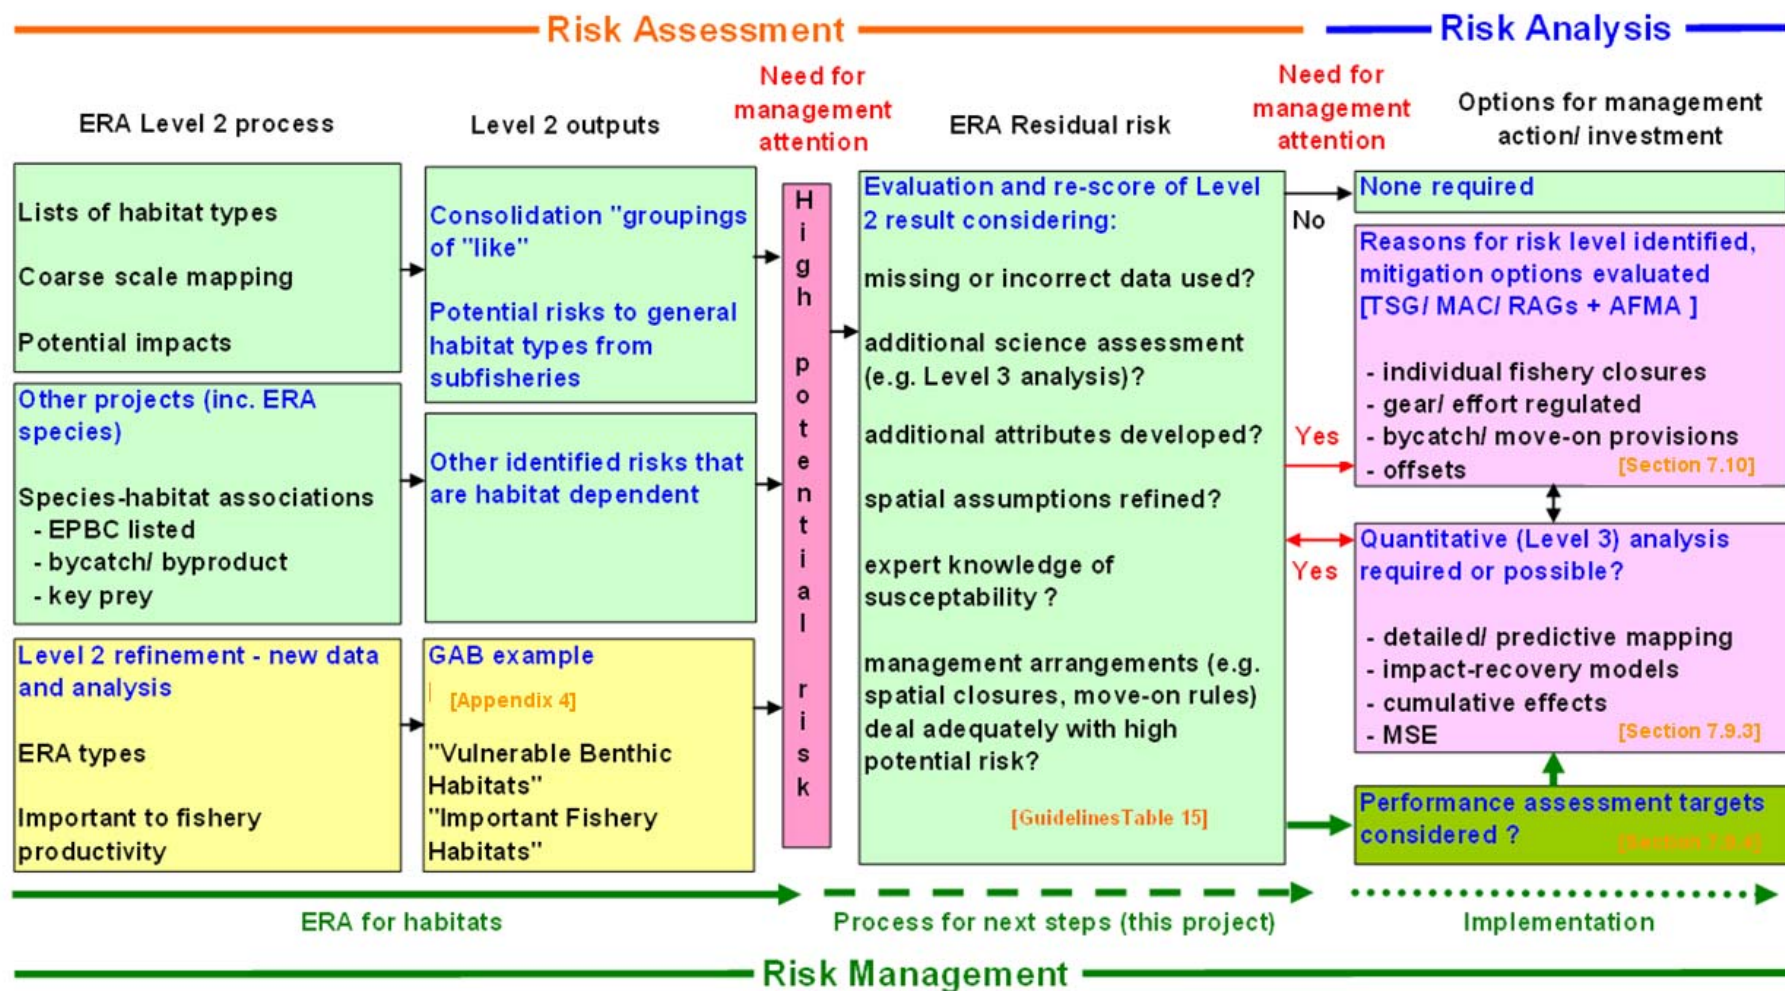 Risk Assessment
Risk Analysis
ERA Level 2 process
Level 2 outputs
Need for
management
attention
ERA Residual risk
Need for
management
attention
Options for management
action/ investment
Lists of habitat types
Coarse scale mapping
Potential impacts
Other projects (inc. ERA
species)
Species-habitat associations
- EPBC listed
- bycatch/ byproduct
- key prey
Level 2 refinement - new data
and analysis
ERA types
Important to fishery
productivity
Consolidation "groupings
of "like"
Potential risks to general
habitat types from
subfisheries
Other identified risks that
are habitat dependent
GAB example
[Appendix 4]
"Vulnerable Benthic
Habitats"
"Important Fishery
Habitats"
High potential risk
Evaluation and re-score of Level
2 result considering:
missing or incorrect data used?
additional science assessment
(e.g. Level 3 analysis)?
additional attributes developed?
spatial assumptions refined?
expert knowledge of
susceptability ?
management arrangements (e.g.
spatial closures, move-on rules)
deal adequately with high
potential risk?
[GuidelinesTable 15]
No
Yes
Yes
None required
Reasons for risk level identified,
mitigation options evaluated
[TSG/ MAC/ RAGs + AFMA ]
- individual fishery closures
- gear/ effort regulated
- bycatch/ move-on provisions
- offsets
[Section 7.10]
Quantitative (Level 3) analysis
required or possible?
- detailed/ predictive mapping
- impact-recovery models
- cumulative effects
- MSE
[Section 7.9.3]
Performance assessment targets
considered ?
[Section
ERA for habitats
Process for next steps (this project)
Implementation
Risk Management